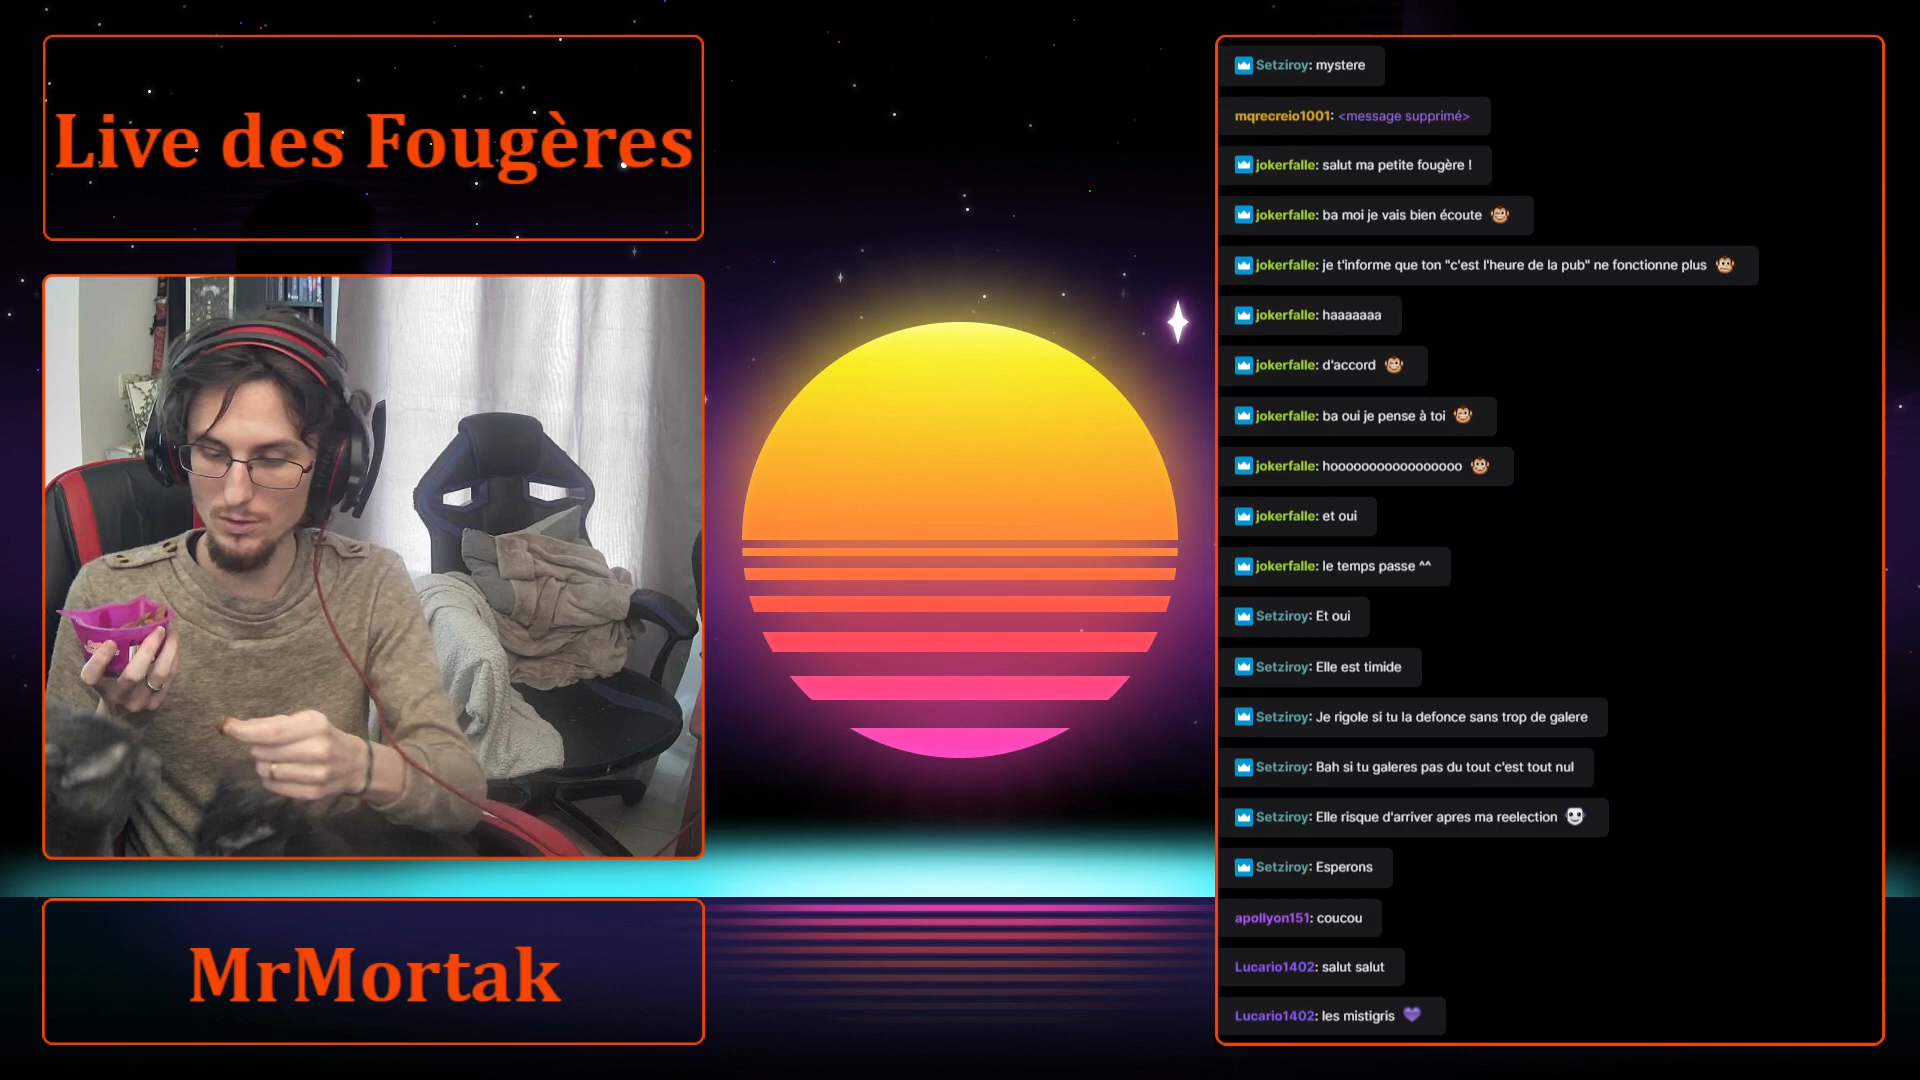 Live des Fougères
MrMortak
Setziroy: mystere
mqrecreio1001: <message supprimé>
jokerfalle: salut ma petite fougère !
jokerfalle: ba moi je vais bien écoute
jokerfalle: je t'informe que ton "c'est l'heure de la pub" ne fonctionne plus
jokerfalle: haaaaaaa
jokerfalle: d'accord
jokerfalle: ba oui je pense à toi
jokerfalle: hooooooooooooooooo
jokerfalle: et oui
jokerfalle: le temps passe ^^
Setziroy: Et oui
Setziroy: Elle est timide
Setziroy: Je rigole si tu la defonce sans trop de galere
Setziroy: Bah si tu galeres pas du tout c'est tout nul
Setziroy: Elle risque d'arriver apres ma reelection
Setziroy: Esperons
apollyon151: coucou
Lucario1402: salut salut
Lucario1402: les mistigris